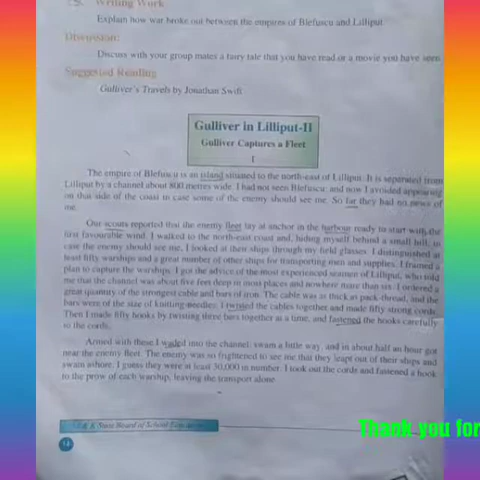 Writing Work
Explain how war broke out between the empires of Blefuscu and Lilliput.
Discussion:
Discuss with your group mates a fairy tale that you have read or a movie you have seen.
Suggested Reading
Gulliver's Travels by Jonathan Swift
Gulliver in Lilliput-II
Gulliver Captures a Fleet
I
The empire of Blefuscu is an island situated to the north-east of Lilliput. It is separated from
Lilliput by a channel about 800 metres wide. I had not seen Blefuscu and now I avoided appearing
on that side of the coast in case some of the enemy should see me. So far they had no news of
me.
Our scouts reported that the enemy fleet lay at anchor in the harbour ready to start with the
first favourable wind. I walked to the north-east coast and, hiding myself behind a small hill, in
case the enemy should see me, I looked at their ships through my field glasses. I distinguished at
least fifty warships and a great number of other ships for transporting men and supplies. I framed a
plan to capture the warships. I got the advice of the most experienced seamen of Lilliput, who told
me that the channel was about five feet deep in most places and nowhere more than six. I ordered a
great quantity of the strongest cable and bars of iron. The cable was as thick as pack-thread, and the
bars were of the size of knitting-needles. I twisted the cables together and made fifty strong cords.
Then I made fifty hooks by twisting three bars together at a time, and fastened the hooks carefully
to the cords.
Armed with these I waded into the channel, swam a little way, and in about half an hour got
near the enemy fleet. The enemy was so frightened to see me that they leapt out of their ships and
swam ashore. I guess they were at least 30,000 in number. I took out the cords and fastened a hook
to the prow of each warship, leaving the transport alone.
J & K State Board of School Education
Thank you for